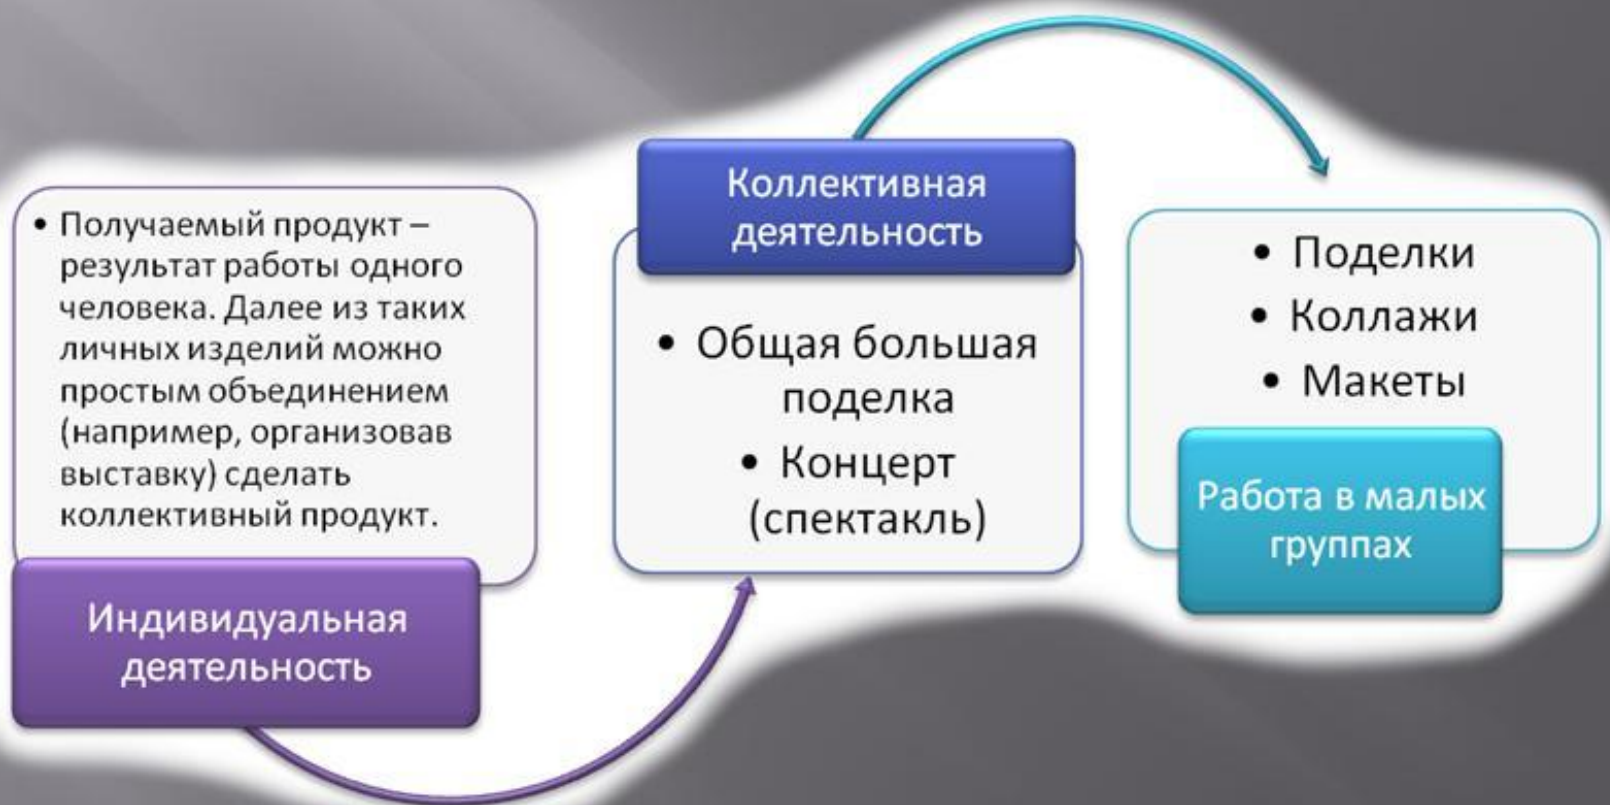 • Получаемый продукт –
результат работы одного
человека. Далее из таких
личных изделий можно
простым объединением
(например, организовав
выставку) сделать
коллективный продукт.
Индивидуальная
деятельность
Коллективная
деятельность
• Общая большая
поделка
• Концерт
(спектакль)
• Поделки
• Коллажи
• Макеты
Работа в малых
группах